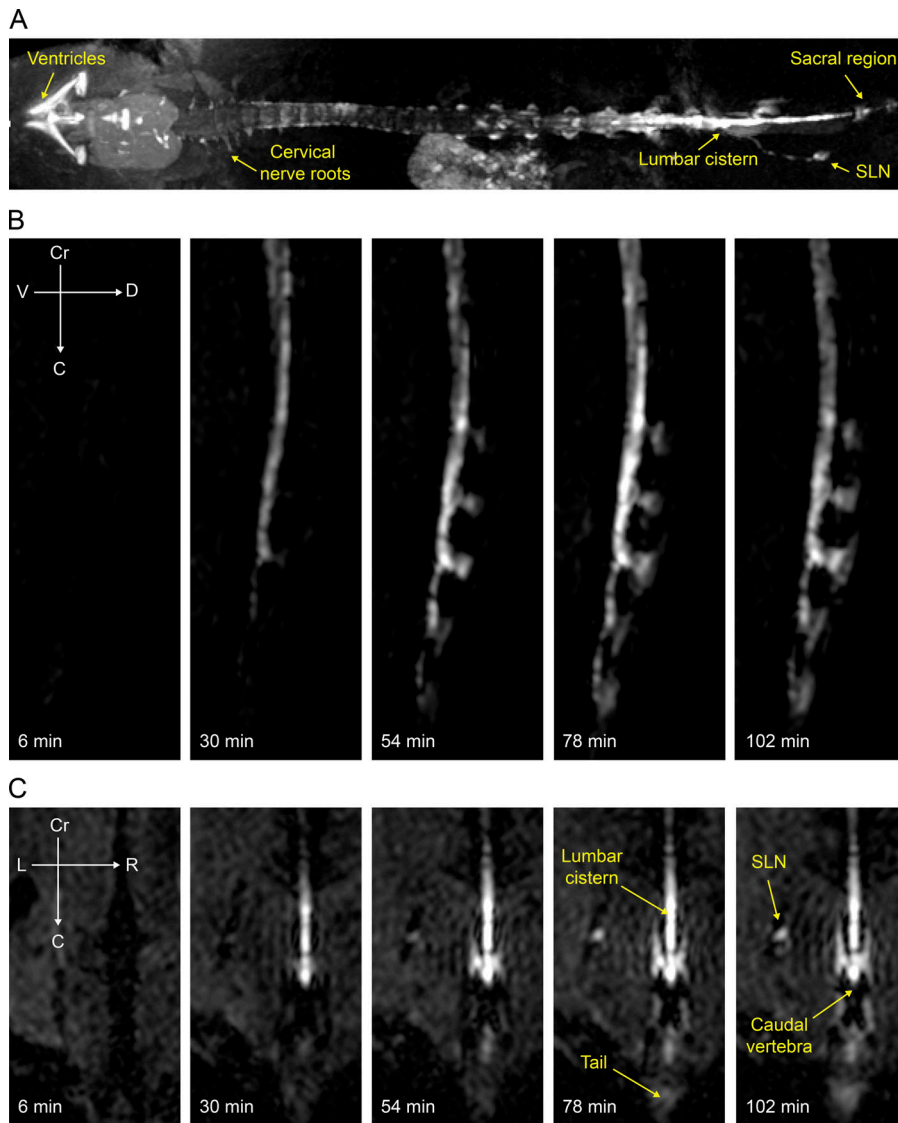 A
Ventricles
Sacral region
Cervical
nerve roots
Lumbar cistern
SLN
B
Cr
V
D
C
6 min
30 min
54 min
78 min
102 min
C
Cr
L
R
C
Lumbar
cistern
SLN
Caudal
vertebra
Tail
6 min
30 min
54 min
78 min
102 min